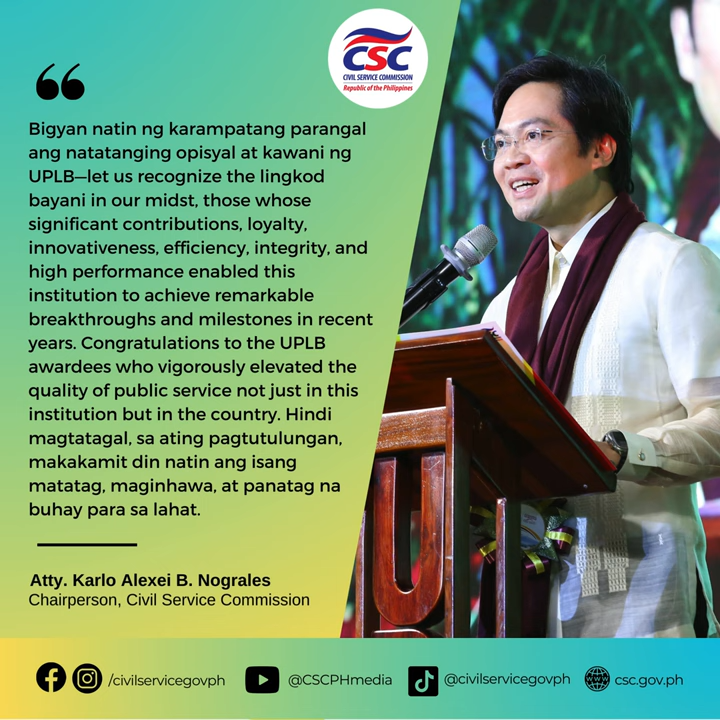 CSC
CIVIL SERVICE COMMISSION
Republic of the Philippines
Bigyan natin ng karampatang parangal
ang natatanging opisyal at kawani ng
UPLB—let us recognize the lingkod
bayani in our midst, those whose
significant contributions, loyalty,
innovativeness, efficiency, integrity, and
high performance enabled this
institution to achieve remarkable
breakthroughs and milestones in recent
years. Congratulations to the UPLB
awardees who vigorously elevated the
quality of public service not just in this
institution but in the country. Hindi
magtatagal, sa ating pagtutulungan,
makakamit din natin ang isang
matatag, maginhawa, at panatag na
buhay para sa lahat.
Atty. Karlo Alexei B. Nograles
Chairperson, Civil Service Commission
/civilservicegovph
@CSCPHmedia
@civilservicegovph
csc.gov.ph